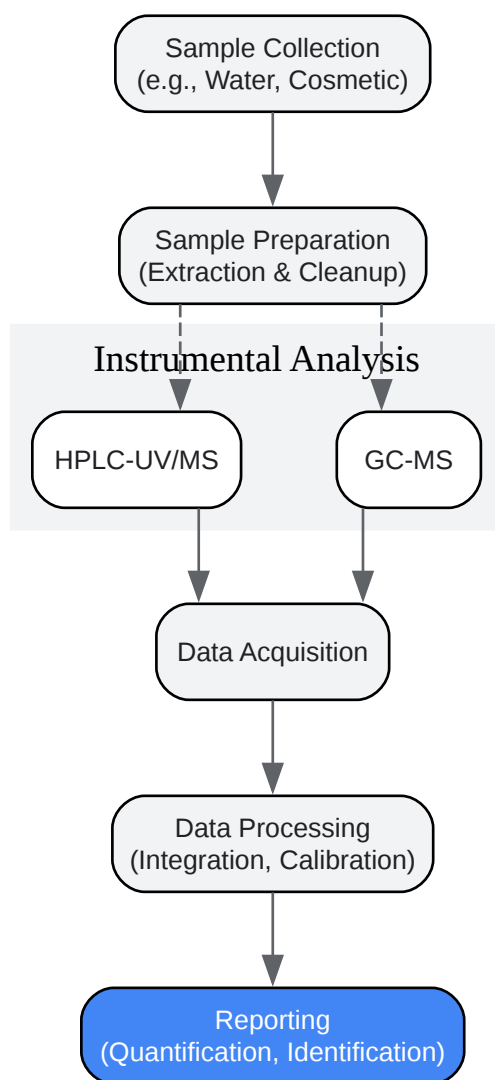 Sample Collection
(e.g., Water, Cosmetic)
Sample Preparation
(Extraction & Cleanup)
Instrumental Analysis
HPLC-UV/MS
GC-MS
Data Acquisition
Data Processing
(Integration, Calibration)
Reporting
(Quantification, Identification)